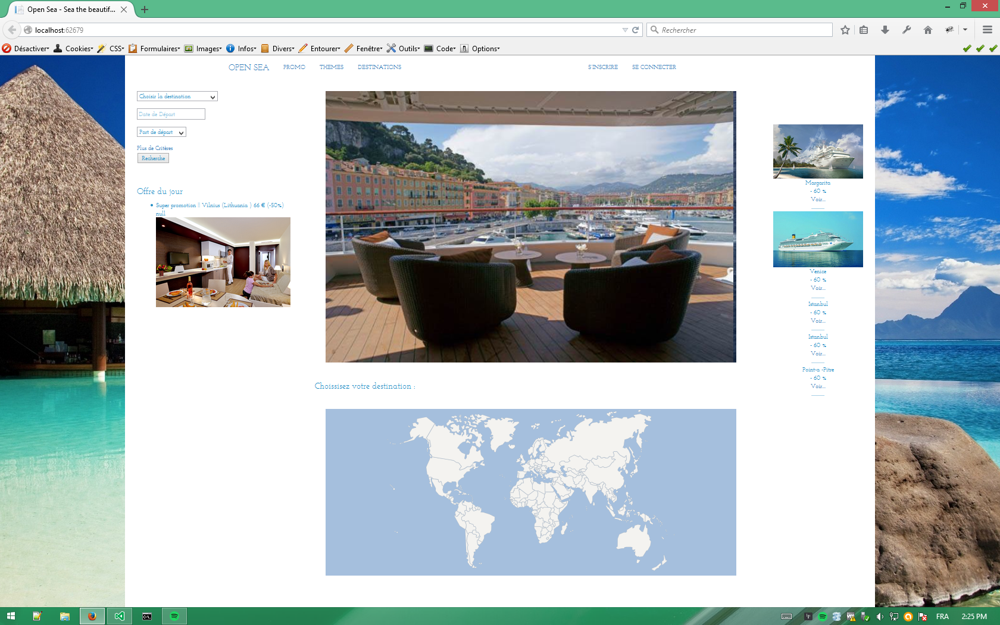 Open Sea - Sea the beautif...
localhost:62679
Rechercher
Désactiver Cookies CSS Formulaires Images Infos Divers Entourer Fenêtre Outils Code Options
OPEN SEA PROMO THEMES DESTINATIONS S'INSCRIRE SE CONNECTER
Choisir la destination
Date de Départ
Port de départ
Plus de Critères
Recherche
Offre du jour
Super promotion !! Vilnius (Lithuania ) 66 € (-50%)
null
Choissisez votre destination :
Margarita
- 60 %
Voir...
Venice
- 60 %
Voir...
Istanbul
- 60 %
Voir...
Istanbul
- 60 %
Voir...
Point-a -Pitre
- 60 %
Voir...
FRA 2:25 PM